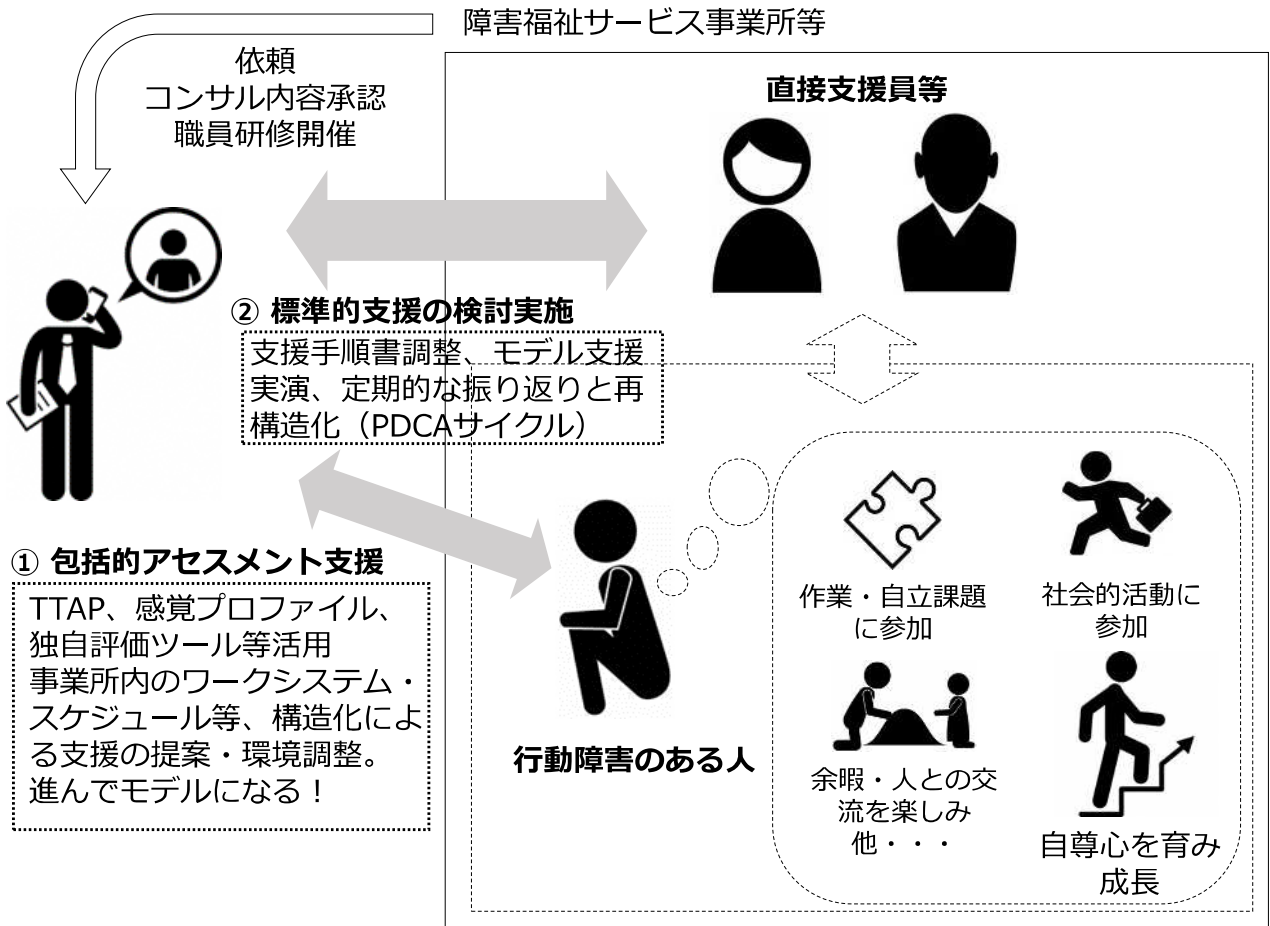 障害福祉サービス事業所等
依頼
コンサル内容承認
職員研修開催
直接支援員等
② 標準的支援の検討実施
支援手順書調整、モデル支援
実演、定期的な振り返りと再
構造化（PDCAサイクル）
① 包括的アセスメント支援
TTAP、感覚プロファイル、
独自評価ツール等活用
事業所内のワークシステム・
スケジュール等、構造化によ
る支援の提案・環境調整。
進んでモデルになる！
行動障害のある人
作業・自立課題
に参加
社会的活動に
参加
余暇・人との交
流を楽しみ
他・・・
自尊心を育み
成長